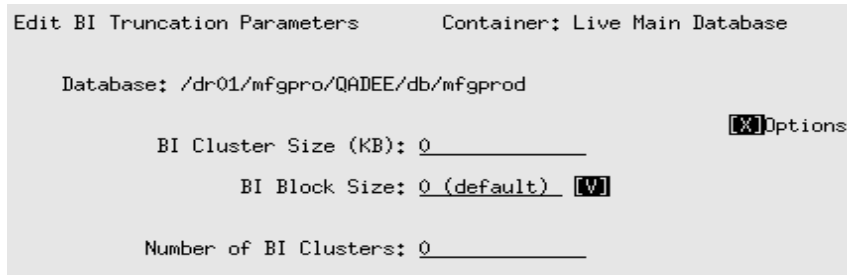 Edit BI Truncation Parameters Container: Live Main Database
Database: /dr01/mfgpro/QADEE/db/mfgprod
[X]Options
BI Cluster Size (KB): 0
BI Block Size: 0 (default) [V]
Number of BI Clusters: 0